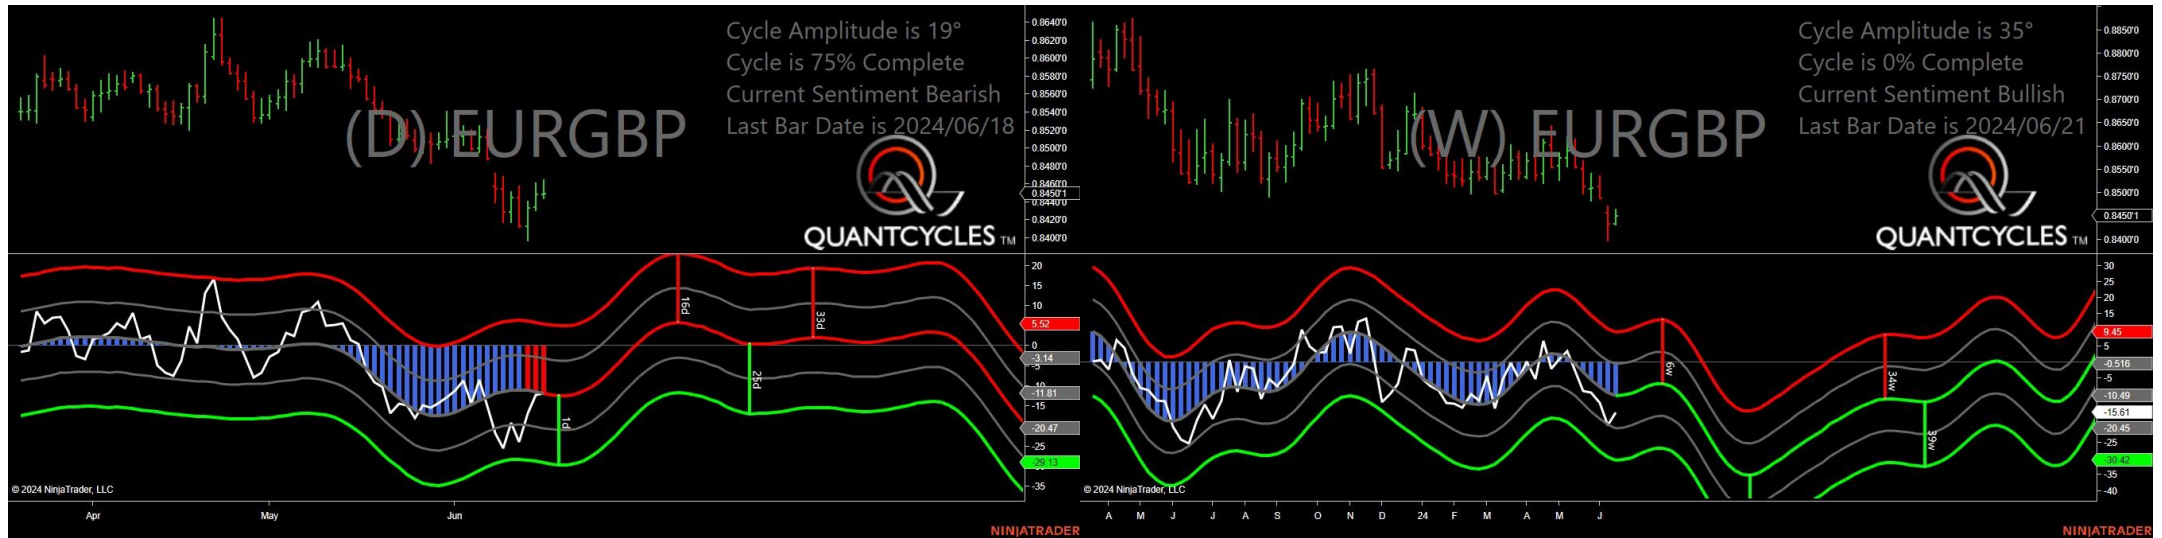 Cycle Amplitude is 19°
Cycle is 75% Complete
Current Sentiment Bearish
Last Bar Date is 2024/06/18
(D) EURGBP
QUANTCYCLES TM
0.8640'0
0.8620'0
0.8600'0
0.8580'0
0.8560'0
0.8540'0
0.8520'0
0.8500'0
0.8480'0
0.8460'0
0.8450'1
0.8440'0
0.8420'0
0.8400'0
20
15
10
5.52
0
-3.14
-5
-10
-11.81
-15
-20.47
-25
-29.13
-35
16d
33d
25d
1d
© 2024 NinjaTrader, LLC
Apr
May
Jun
NINJATRADER
Cycle Amplitude is 35°
Cycle is 0% Complete
Current Sentiment Bullish
Last Bar Date is 2024/06/21
(W) EURGBP
QUANTCYCLES TM
0.8850'0
0.8800'0
0.8750'0
0.8700'0
0.8650'0
0.8600'0
0.8550'0
0.8500'0
0.8450'1
0.8400'0
30
25
20
15
9.45
5
-0.516
-5
-10.49
-15.61
-20.45
-25
-30.42
-35
-40
6w
34w
39w
© 2024 NinjaTrader, LLC
A
M
J
J
A
S
O
N
D
24
F
M
A
M
J
NINJATRADER